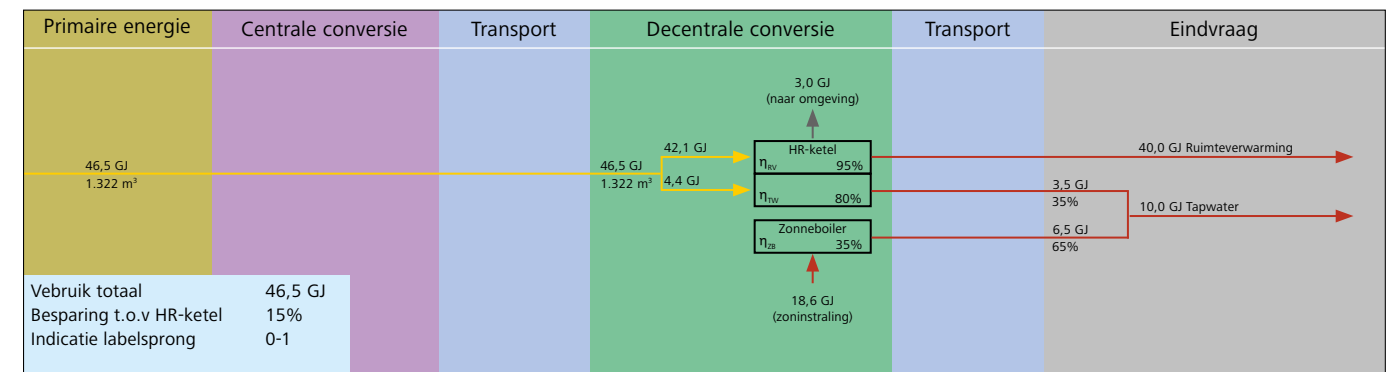 Primaire energie
Centrale conversie
Transport
Decentrale conversie
Transport
Eindvraag
3,0 GJ
(naar omgeving)
46,5 GJ
1.322 m³
46,5 GJ
1.322 m³
42,1 GJ
4,4 GJ
HR-ketel
ηRV 95%
ηTW 80%
Zonneboiler
ηZB 35%
18,6 GJ
(zoninstraling)
40,0 GJ Ruimteverwarming
3,5 GJ
35%
10,0 GJ Tapwater
6,5 GJ
65%
Vebruik totaal 46,5 GJ
Besparing t.o.v HR-ketel 15%
Indicatie labelsprong 0-1